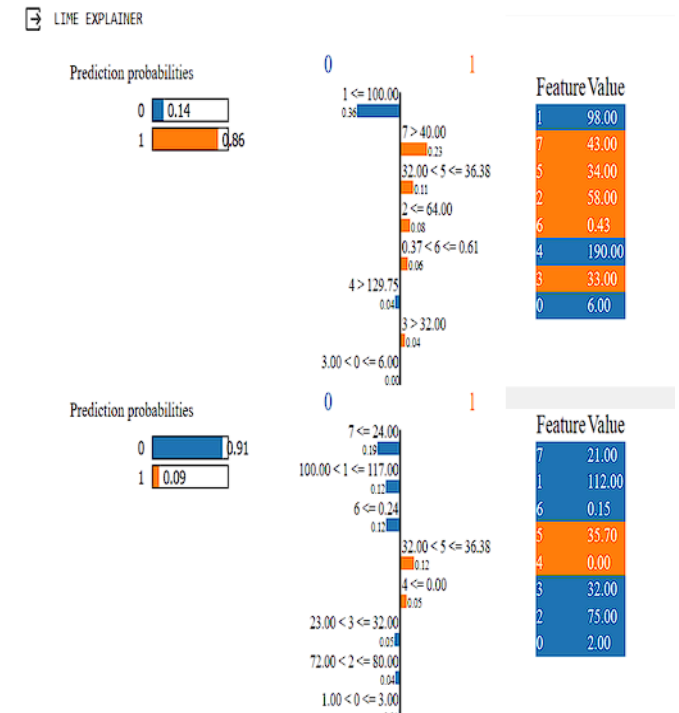 LIME EXPLAINER
Prediction probabilities
0 0.14
1 0.86
0 1
1 <= 100.00
0.36
7 > 40.00
0.23
32.00 < 5 <= 36.38
0.11
2 <= 64.00
0.08
0.37 < 6 <= 0.61
0.06
4 > 129.75
0.04
3 > 32.00
0.04
3.00 < 0 <= 6.00
0.00
Feature Value
1 98.00
7 43.00
5 34.00
2 58.00
6 0.43
4 190.00
3 33.00
0 6.00
Prediction probabilities
0 0.91
1 0.09
0 1
7 <= 24.00
0.19
100.00 < 1 <= 117.00
0.12
6 <= 0.24
0.12
32.00 < 5 <= 36.38
0.12
4 <= 0.00
0.05
23.00 < 3 <= 32.00
0.05
72.00 < 2 <= 80.00
0.04
1.00 < 0 <= 3.00
Feature Value
7 21.00
1 112.00
6 0.15
5 35.70
4 0.00
3 32.00
2 75.00
0 2.00